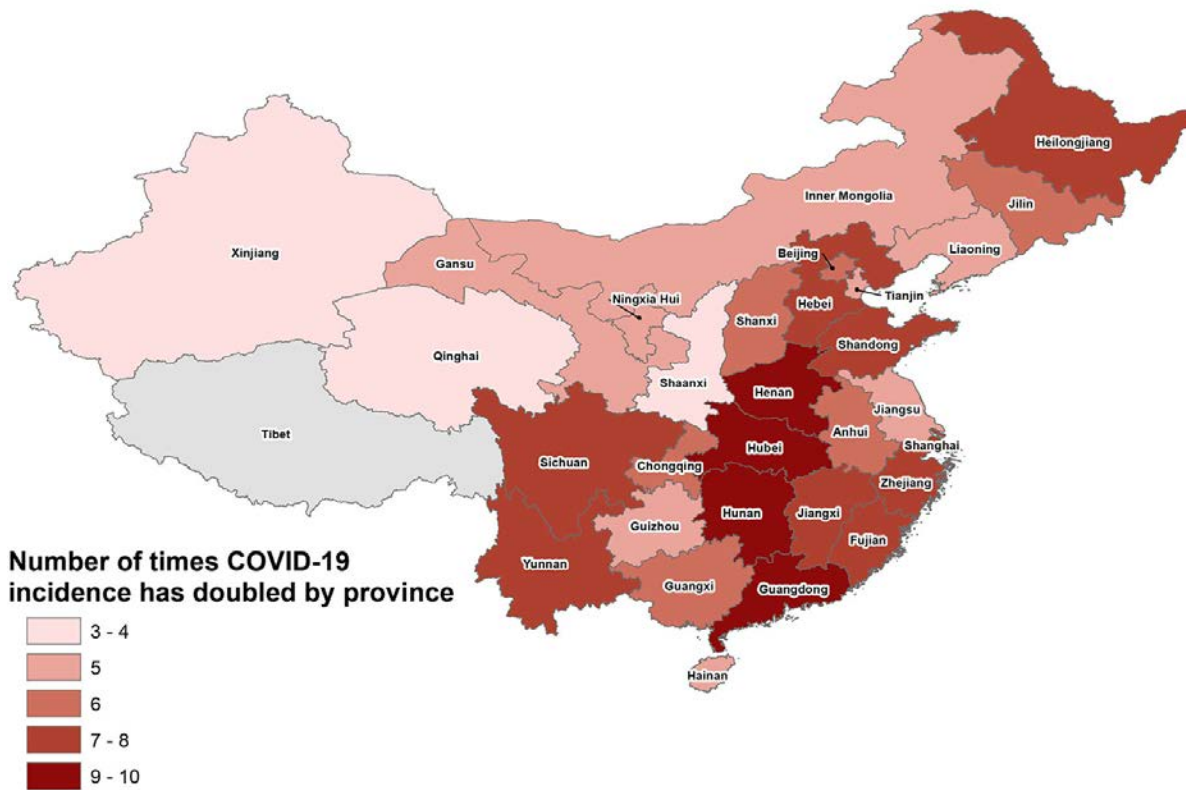 Heilongjiang
Jilin
Inner Mongolia
Liaoning
Beijing
Xinjiang
Gansu
Tianjin
Ningxia Hui
Hebei
Shanxi
Shandong
Qinghai
Shaanxi
Henan
Jiangsu
Tibet
Anhui
Shanghai
Hubei
Sichuan
Chongqing
Zhejiang
Hunan
Jiangxi
Guizhou
Fujian
Yunnan
Guangxi
Guangdong
Hainan
Number of times COVID-19
incidence has doubled by province
3 - 4
5
6
7 - 8
9 - 10